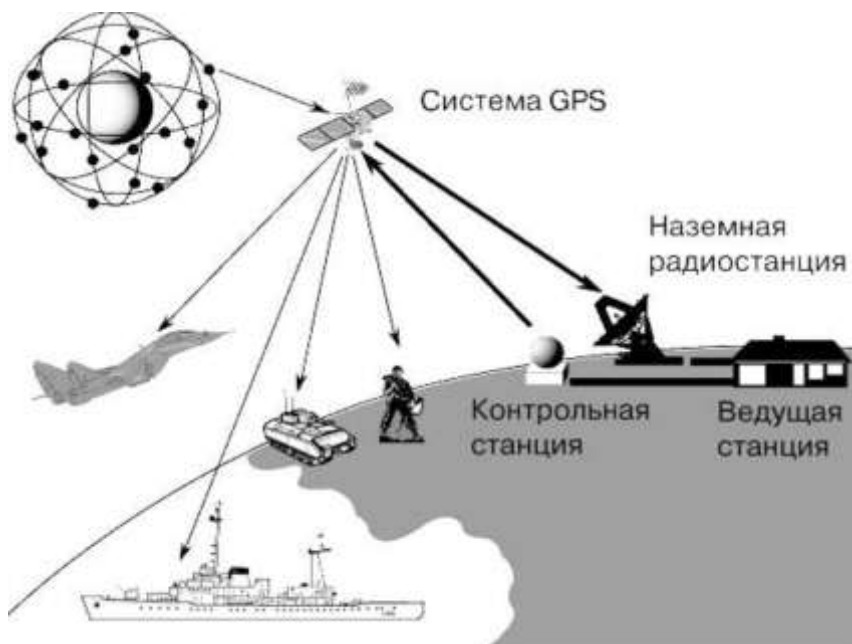 Система GPS
Наземная
радиостанция
Контрольная
станция
Ведущая
станция